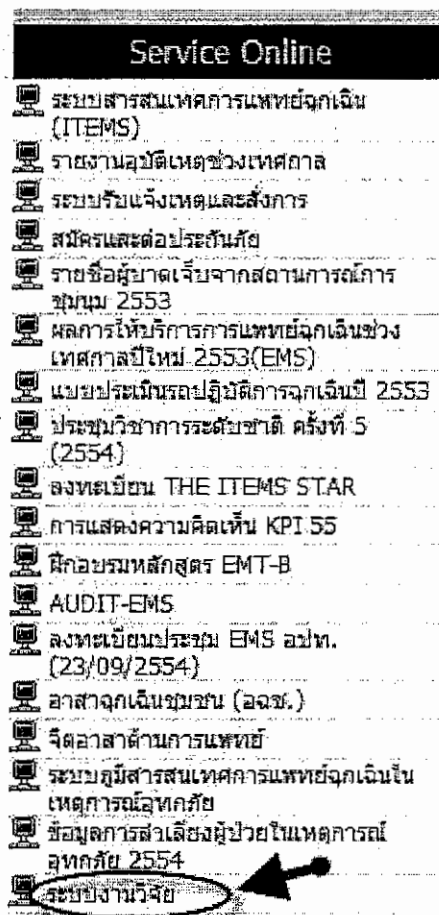 Service Online
ระบบสารสนเทศการแพทย์ฉุกเฉิน
(ITEMS)
รายงานอุบัติเหตุช่วงเทศกาล
ระบบรับแจ้งเหตุและสั่งการ
สมัครและต่อประกันภัย
รายชื่อผู้บาดเจ็บจากสถานการณ์การ
ชุมนุม 2553
ผลการให้บริการการแพทย์ฉุกเฉินช่วง
เทศกาลปีใหม่ 2553(EMS)
แบบประเมินรถปฏิบัติการฉุกเฉินปี 2553
ประชุมวิชาการระดับชาติ ครั้งที่ 5
(2554)
ลงทะเบียน THE ITEMS STAR
การแสดงความคิดเห็น KPI 55
ฝึกอบรมหลักสูตร EMT-B
AUDIT-EMS
ลงทะเบียนประชุม EMS อปท.
(23/09/2554)
อาสาฉุกเฉินชุมชน (อฉช.)
จิตอาสาด้านการแพทย์
ระบบภูมิสารสนเทศการแพทย์ฉุกเฉินใน
เหตุการณ์อุทกภัย
ข้อมูลการลำเลียงผู้ป่วยในเหตุการณ์
อุทกภัย 2554
ระบบงานวิจัย